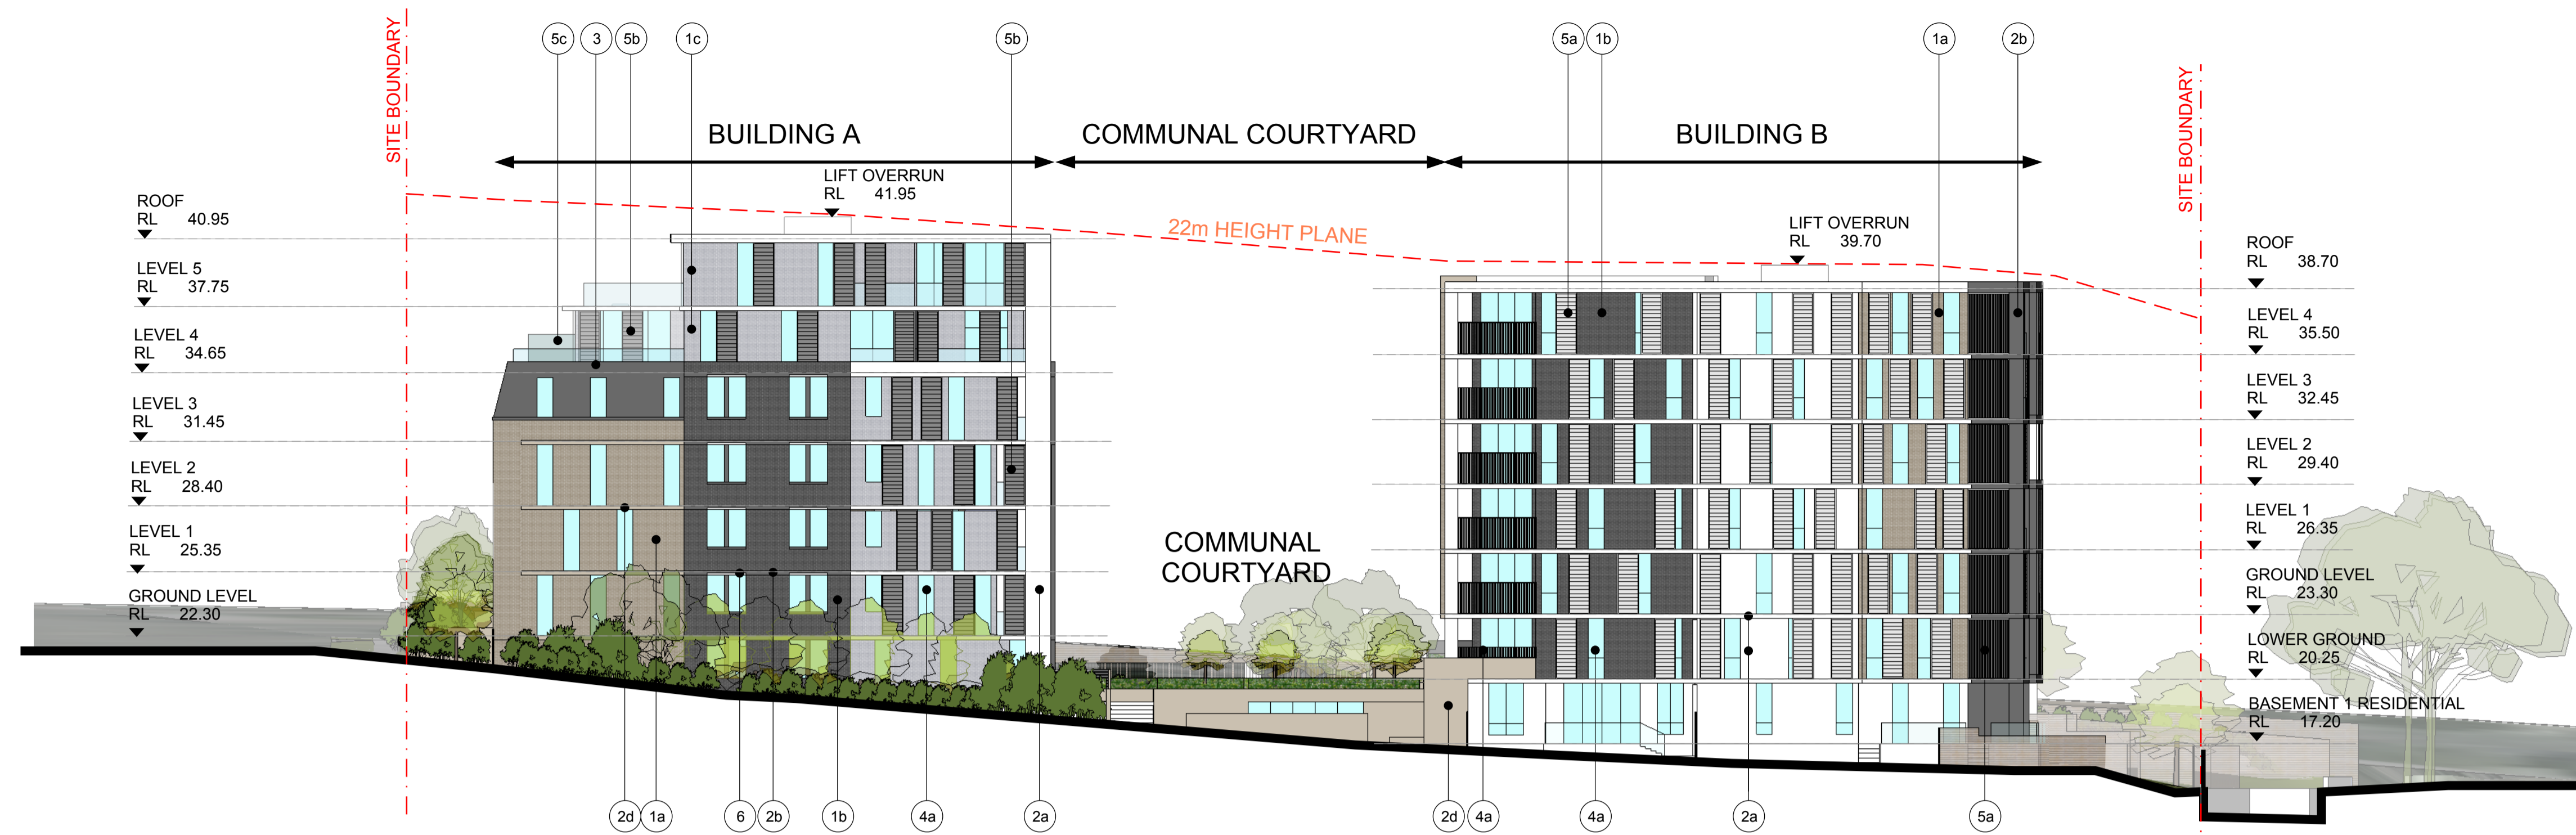 5c 3 5b 1c 5b 5a 1b 1a 2b
SITE BOUNDARY
SITE BOUNDARY
BUILDING A
COMMUNAL COURTYARD
BUILDING B
LIFT OVERRUN
RL 41.95
22m HEIGHT PLANE
LIFT OVERRUN
RL 39.70
ROOF
RL 40.95
LEVEL 5
RL 37.75
LEVEL 4
RL 34.65
LEVEL 3
RL 31.45
LEVEL 2
RL 28.40
LEVEL 1
RL 25.35
GROUND LEVEL
RL 22.30
COMMUNAL
COURTYARD
ROOF
RL 38.70
LEVEL 4
RL 35.50
LEVEL 3
RL 32.45
LEVEL 2
RL 29.40
LEVEL 1
RL 26.35
GROUND LEVEL
RL 23.30
LOWER GROUND
RL 20.25
BASEMENT 1 RESIDENTIAL
RL 17.20
2d 1a 6 2b 1b 4a 2a 2d 4a 4a 2a 5a